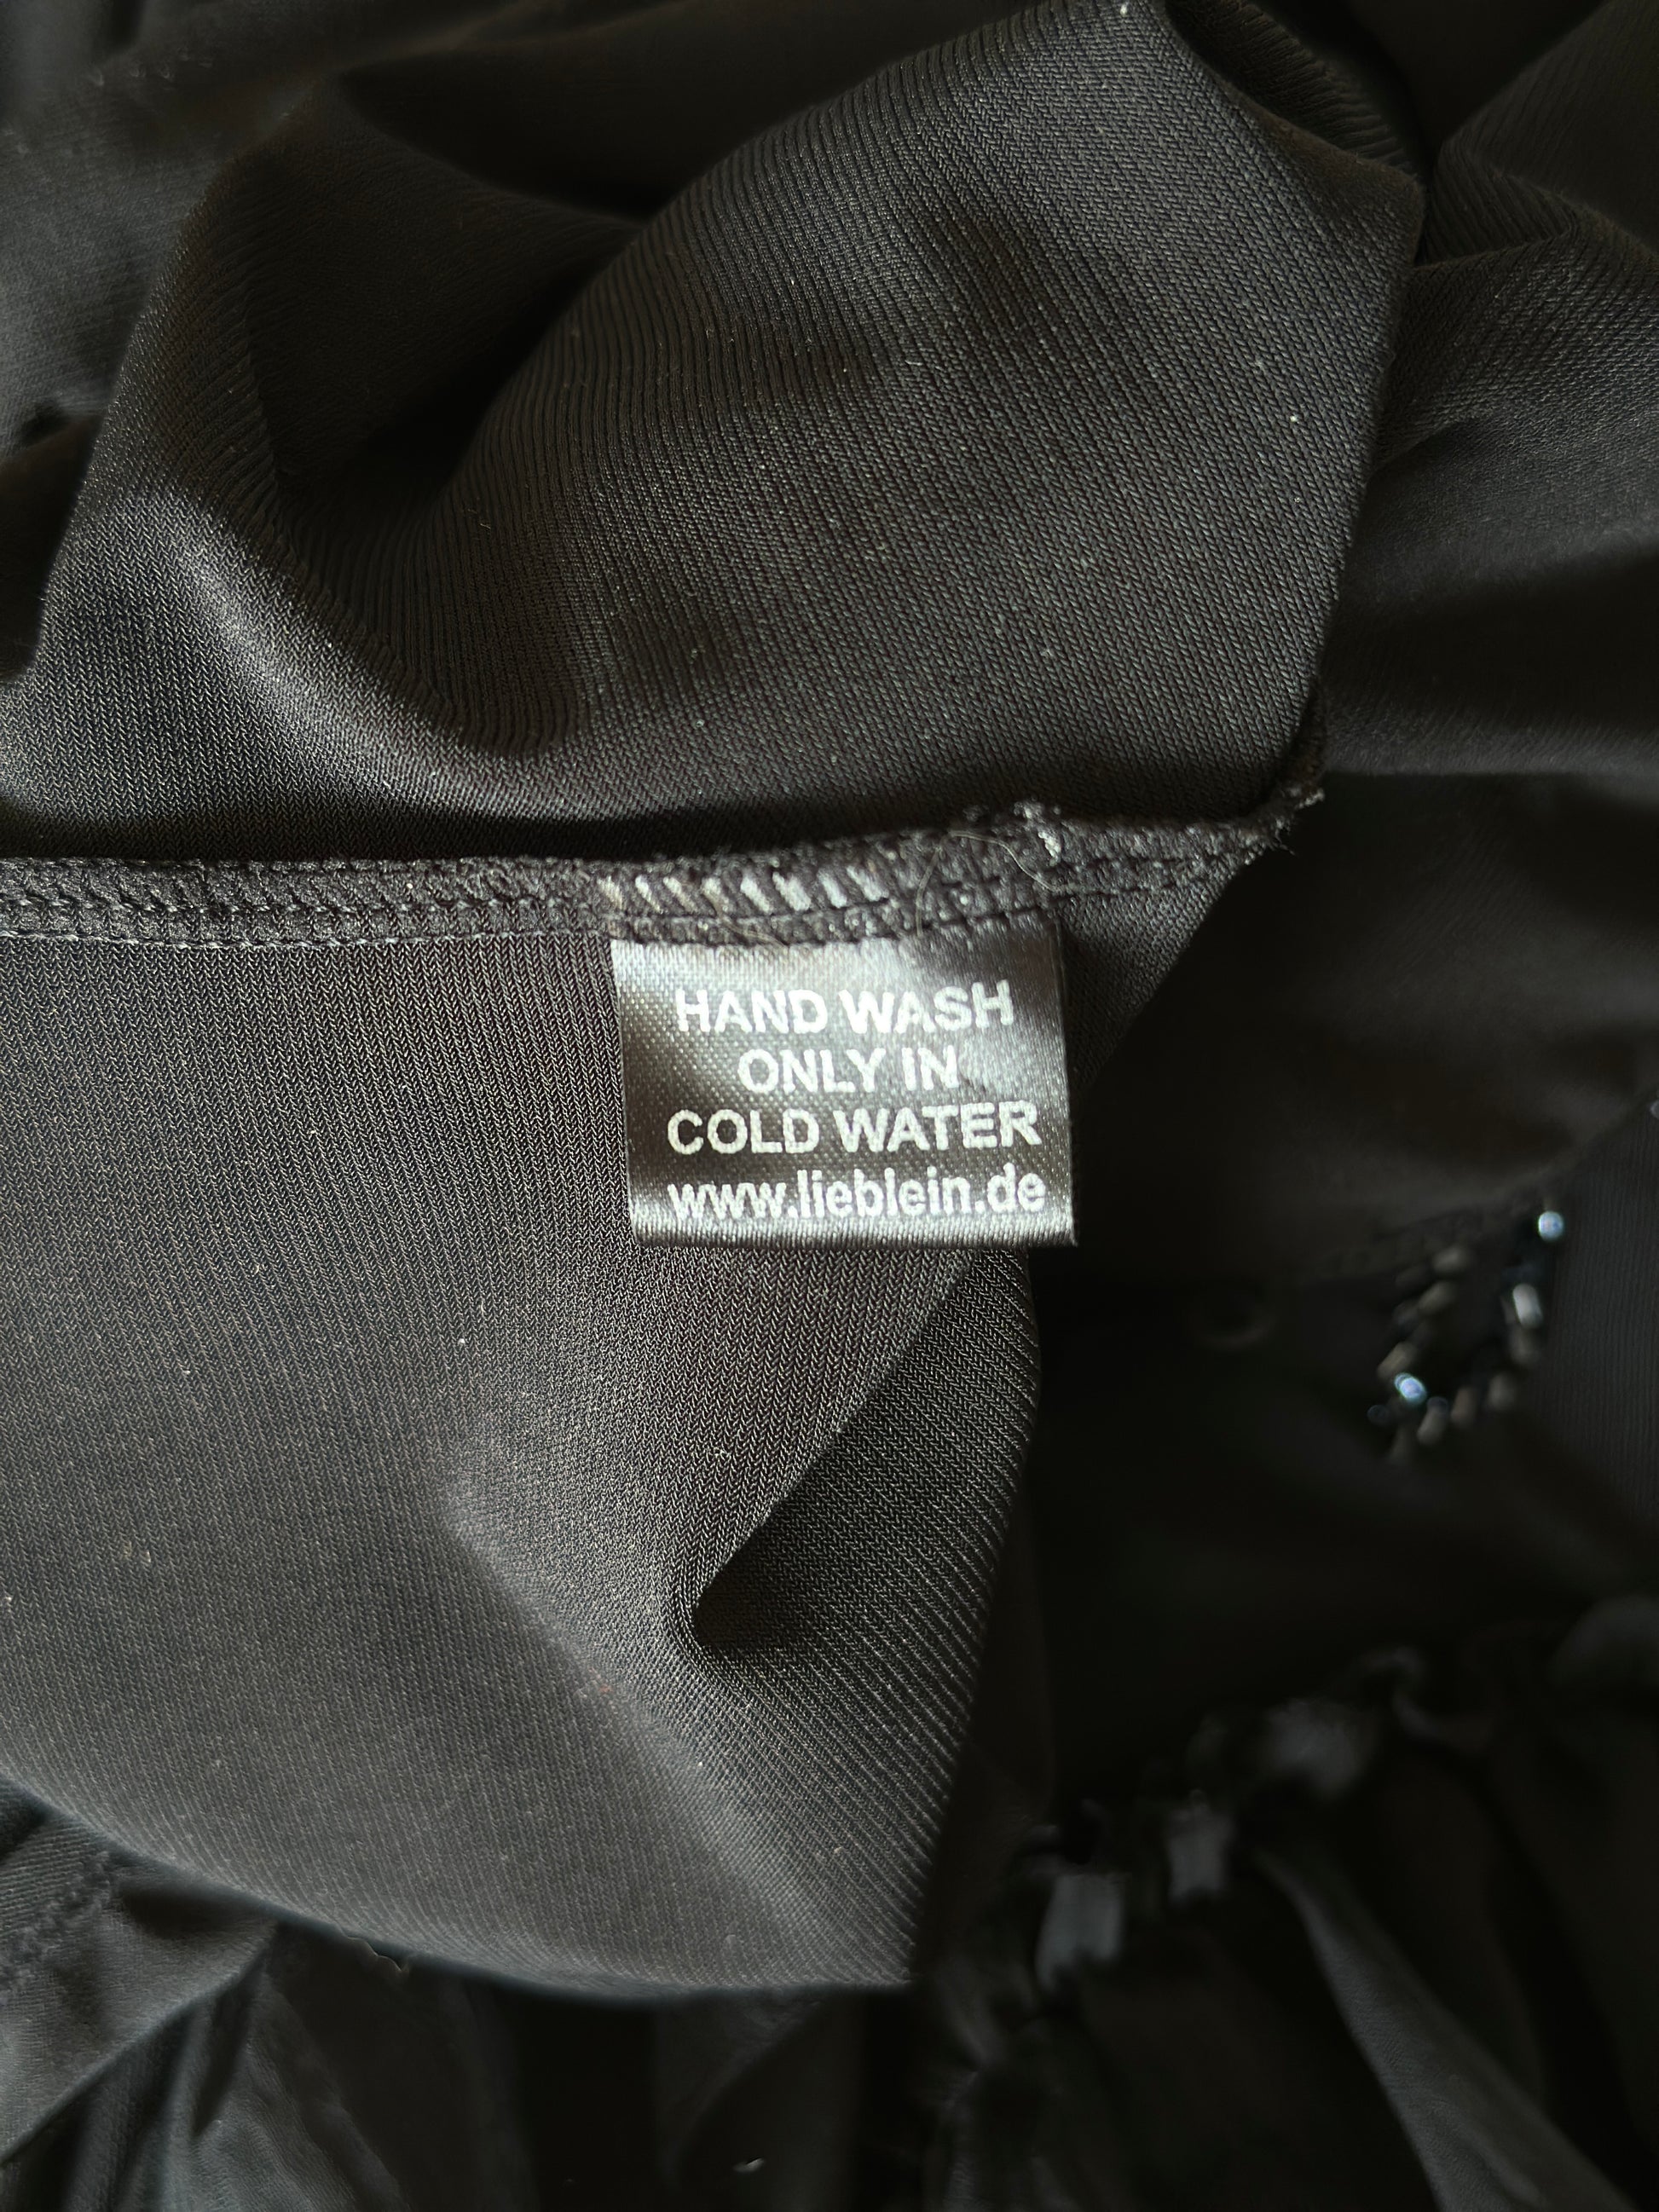 HAND WASH
ONLY IN
COLD WATER
www.lieblein.de